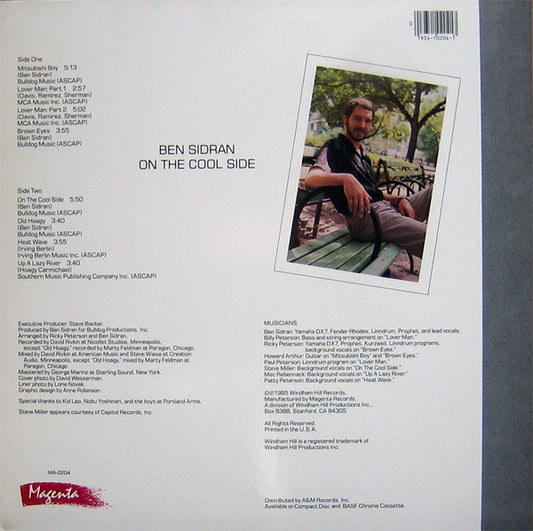 Side One
Mitsubishi Boy 5:13
(Ben Sidran)
Bulldog Music (ASCAP)
Lover Man: Part 1 2:57
(Davis, Ramirez, Sherman)
MCA Music Inc. (ASCAP)
Lover Man: Part 2 5:02
(Davis, Ramirez, Sherman)
MCA Music Inc. (ASCAP)
Brown Eyes 3:55
(Ben Sidran)
Bulldog Music (ASCAP)
Side Two
On The Cool Side 5:50
(Ben Sidran)
Bulldog Music (ASCAP)
Old Hoagy 3:40
(Ben Sidran)
Bulldog Music (ASCAP)
Heat Wave 3:55
(Irving Berlin)
Irving Berlin Music Inc. (ASCAP)
Up A Lazy River 3:40
(Hoagy Carmichael)
Southern Music Publishing Company Inc. (ASCAP)
BEN SIDRAN
ON THE COOL SIDE
0 1934-10204-1
Executive Producer: Steve Backer.
Produced by Ben Sidran for Bulldog Productions, Inc.
Arranged by Ricky Peterson and Ben Sidran.
Recorded by David Rivkin at Nicollet Studios, Minneapolis,
except "Old Hoagy," recorded by Marty Feldman at Paragon, Chicago.
Mixed by David Rivkin at American Music and Steve Wiese at Creation
Audio, Minneapolis, except "Old Hoagy," mixed by Marty Feldman at
Paragon, Chicago.
Mastered by George Marino at Sterling Sound, New York.
Cover photo by David Wasserman.
Liner photo by Lone Novak.
Graphic design by Anne Robinson.
Special thanks to Kid Leo, Nobu Yoshinari, and the boys at Portland Arms.
Steve Miller appears courtesy of Capitol Records, Inc.
MUSICIANS:
Ben Sidran: Yamaha DX7, Fender Rhodes, Linndrum, Prophet, and lead vocals.
Billy Peterson: Bass and string arrangement on "Lover Man."
Ricky Peterson: Yamaha DX7, Prophet, Kurzweil, Linndrum programs,
background vocals on "Brown Eyes."
Howard Arthur: Guitar on "Mitsubishi Boy" and "Brown Eyes."
Paul Peterson: Linndrum program on "Lover Man."
Steve Miller: Background vocals on "On The Cool Side."
Mac Rebennack: Background vocals on "Up A Lazy River."
Patty Peterson: Background vocals on "Heat Wave."
©℗1985 Windham Hill Records.
Manufactured by Magenta Records,
A division of Windham Hill Productions Inc.,
Box 9388, Stanford, CA 94305.
All Rights Reserved.
Printed in the U.S.A.
Windham Hill is a registered trademark of
Windham Hill Productions Inc.
MA-0204
Magenta
Distributed by A&M Records, Inc.
Available on Compact Disc and BASF Chrome Cassette.